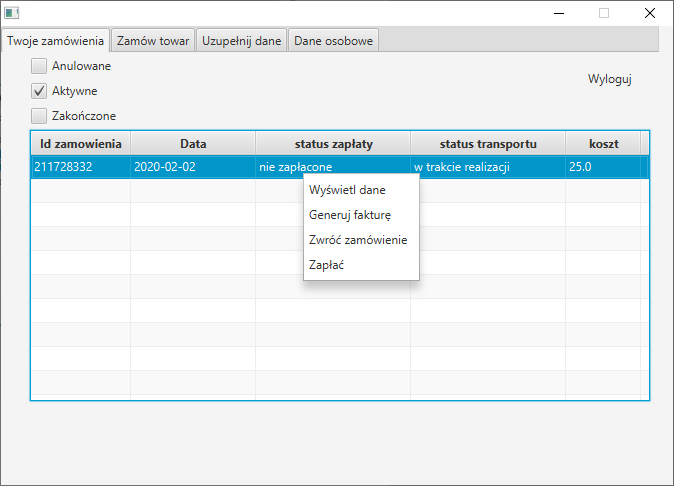 Twoje zamówienia Zamów towar Uzupełnij dane Dane osobowe
Anulowane
Wyloguj
Aktywne
Zakończone
Id zamowienia Data status zapłaty status transportu koszt
211728332 2020-02-02 nie zapłacone w trakcie realizacji 25.0
Wyświetl dane
Generuj fakturę
Zwróć zamówienie
Zapłać